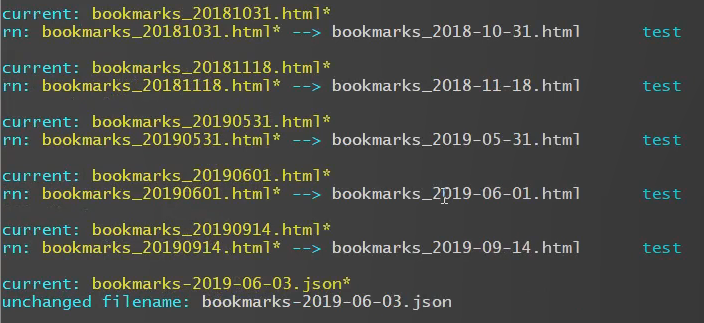 current: bookmarks_20181031.html*
rn: bookmarks_20181031.html* --> bookmarks_2018-10-31.html test
current: bookmarks_20181118.html*
rn: bookmarks_20181118.html* --> bookmarks_2018-11-18.html test
current: bookmarks_20190531.html*
rn: bookmarks_20190531.html* --> bookmarks_2019-05-31.html test
current: bookmarks_20190601.html*
rn: bookmarks_20190601.html* --> bookmarks_2019-06-01.html test
current: bookmarks_20190914.html*
rn: bookmarks_20190914.html* --> bookmarks_2019-09-14.html test
current: bookmarks-2019-06-03.json*
unchanged filename: bookmarks-2019-06-03.json